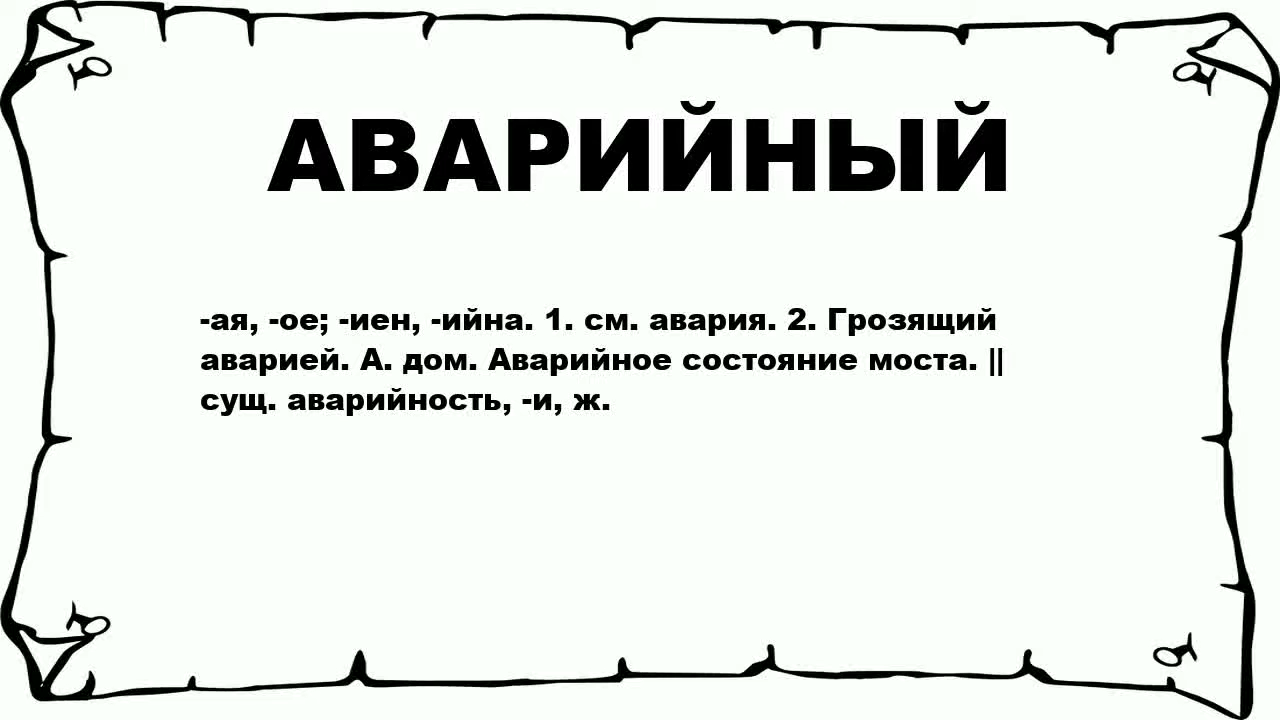 АВАРИЙНЫЙ
-ая, -ое; -иен, -ийна. 1. см. авария. 2. Грозящий
аварией. А. дом. Аварийное состояние моста. ||
сущ. аварийность, -и, ж.